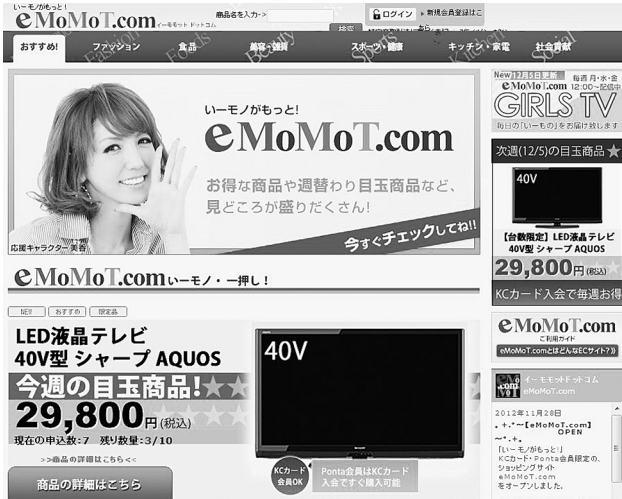 い～モノがもっと!
eMoMoT.com イーモモット ドットコム
商品名を入力->
検索
ログイン
新規会員登録はこちら
おすすめ!
ファッション
Fashion
食品
Foods
美容・雑貨
Beauty
スポーツ・健康
Sports
キッチン・家電
Kitchen
社会貢献
い～モノがもっと!
eMoMoT.com
お得な商品や週替わり目玉商品など、
見どころが盛りだくさん!
今すぐチェックしてね!!
応援キャラクター 美香
eMoMoT.com い～モノ・一押し!
NEW
おすすめ
限定品
LED液晶テレビ
40V型 シャープ AQUOS
今週の目玉商品!
29,800円(税込)
現在の申込数:7 残り数量:3/10
>>商品の詳細はこちら<<
商品の詳細はこちら
40V
KCカード
会員OK
Ponta会員はKCカード
入会ですぐ購入可能
New 12月5日更新 毎週 月・水・金
eMoMoT.com 12:00～配信中
GIRLS TV
毎日の「い～もの」をお届け致します
次週(12/5)の目玉商品
40V
【台数限定】LED液晶テレビ
40V型 シャープ AQUOS
29,800円(税込)
KCカード入会で毎週お得
eMoMoT.com
ご利用ガイド
eMoMoT.comとはどんなECサイト?
イーモモットドットコム
eMoMoT.com
2012年11月28日
。+.*～【eMoMoT.com】
OPEN
～*.+。
「い～モノがもっと!」
KCカード・Ponta会員限定の、
ショッピングサイト
eMoMoT.com
をオープンしました。